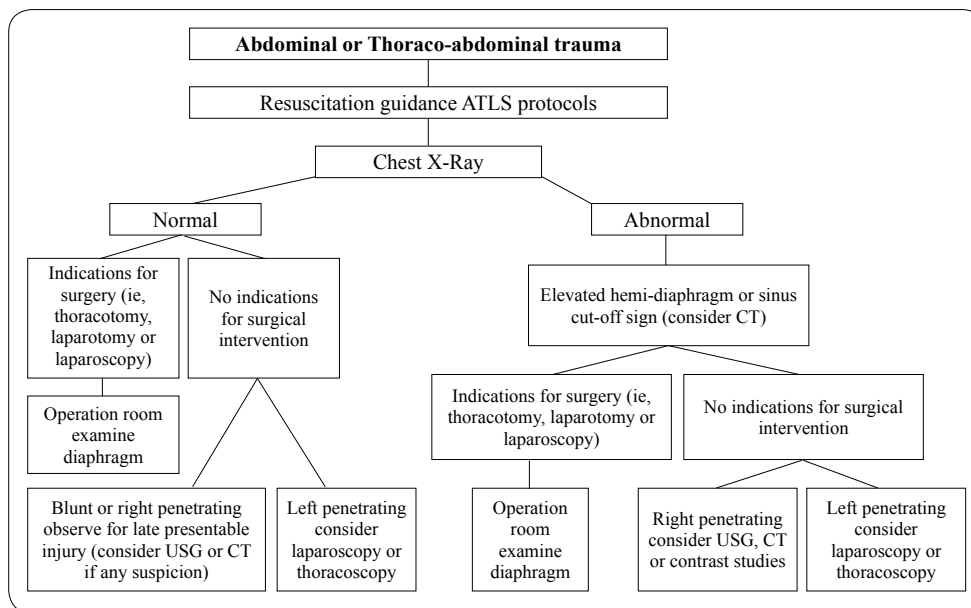 Abdominal or Thoraco-abdominal trauma
Resuscitation guidance ATLS protocols
Chest X-Ray
Normal
Abnormal
Indications for
surgery (ie,
thoracotomy,
laparotomy or
laparoscopy)
No indications
for surgical
intervention
Elevated hemi-diaphragm or sinus
cut-off sign (consider CT)
Operation room
examine
diaphragm
Indications for surgery (ie,
thoracotomy, laparotomy or
laparoscopy)
No indications for surgical
intervention
Blunt or right penetrating
observe for late presentable
injury (consider USG or CT
if any suspicion)
Left penetrating
consider
laparoscopy or
thoracoscopy
Operation
room
examine
diaphragm
Right penetrating
consider USG, CT
or contrast studies
Left penetrating
consider
laparoscopy or
thoracoscopy